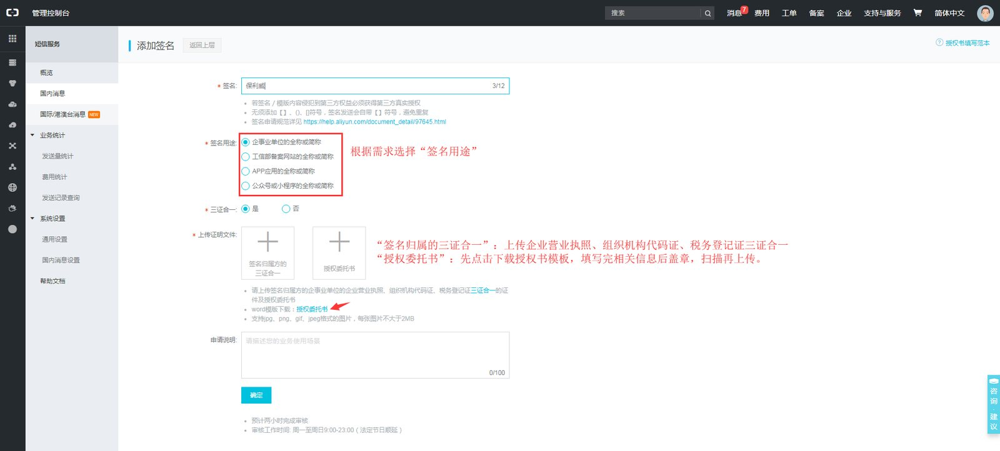 管理控制台
搜索
消息
7
费用
工单
备案
企业
支持与服务
简体中文
短信服务
概览
国内消息
国际/港澳台消息 NEW
业务统计
发送量统计
费用统计
发送记录查询
系统设置
通用设置
国内消息设置
帮助文档
添加签名
返回上层
授权书填写范本
* 签名:
保利威
3/12
若签名 / 模版内容侵犯到第三方权益必须获得第三方真实授权
无须添加【】、()、[]符号，签名发送会自带【】符号，避免重复
签名申请规范详见 https://help.aliyun.com/document_detail/97645.html
* 签名用途:
企事业单位的全称或简称
工信部备案网站的全称或简称
APP应用的全称或简称
公众号或小程序的全称或简称
根据需求选择“签名用途”
* 三证合一:
是
否
* 上传证明文件:
签名归属方的
三证合一
授权委托书
“签名归属的三证合一”：上传企业营业执照、组织机构代码证、税务登记证三证合一
“授权委托书”：先点击下载授权书模板，填写完相关信息后盖章，扫描再上传。
请上传签名归属方的企事业单位的企业营业执照、组织机构代码证、税务登记证三证合一的证
件及授权委托书
word模版下载：授权委托书
支持jpg、png、gif、jpeg格式的图片，每张图片不大于2MB
申请说明:
请描述您的业务使用场景
0/100
确定
预计两小时完成审核
审核工作时间: 周一至周日9:00-23:00（法定节日顺延）
咨询·建议